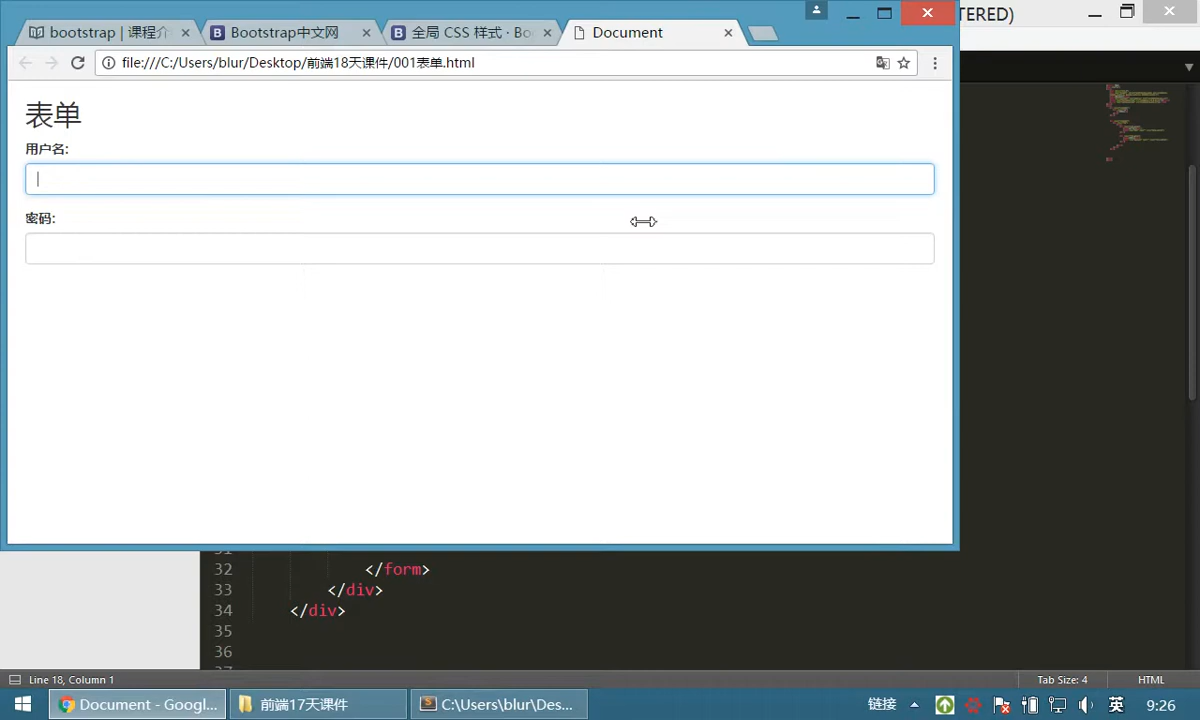 bootstrap | 课程介
Bootstrap中文网
全局 CSS 样式 · Bo
Document
TERED)
file:///C:/Users/blur/Desktop/前端18天课件/001表单.html
表单
用户名:
密码:
31
32 </form>
33 </div>
34 </div>
35
36
37
Line 18, Column 1
Tab Size: 4
HTML
Document - Googl...
前端17天课件
C:\Users\blur\Des...
链接
英
9:26